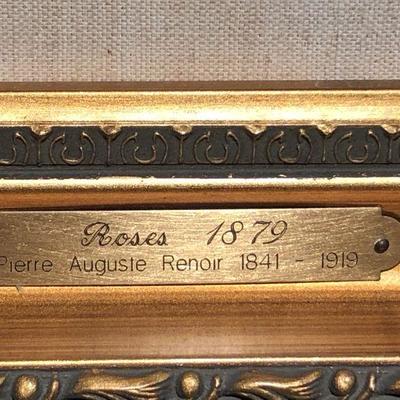 Roses 1879
Pierre Auguste Renoir 1841 - 1919